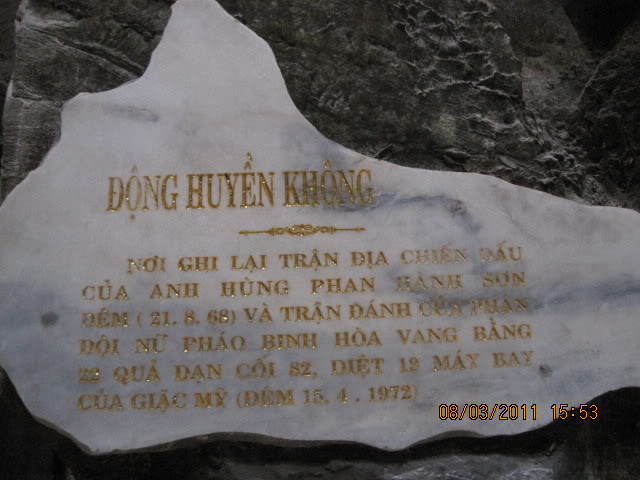 ĐỘNG HUYỀN KHÔNG
NƠI GHI LẠI TRẬN ĐỊA CHIẾN ĐẤU
CỦA ANH HÙNG PHAN HÀNH SƠN
ĐÊM ( 21. 8. 68) VÀ TRẬN ĐÁNH CỦA PHÂN
ĐỘI NỮ PHÁO BINH HÒA VANG BẰNG
22 QUẢ ĐẠN CỐI 82, DIỆT 19 MÁY BAY
CỦA GIẶC MỸ (ĐÊM 15. 4 . 1972)
08/03/2011 15:53